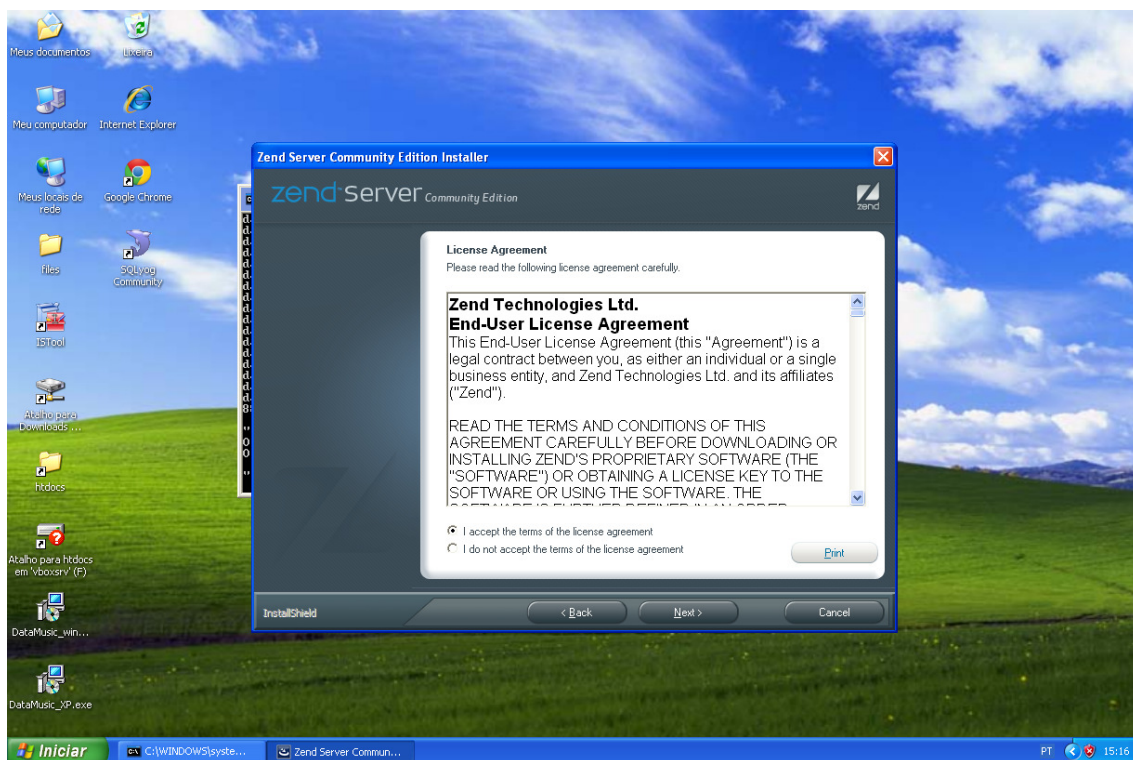 Meus documentos
Lixeira
Meu computador
Internet Explorer
Meus locais de
rede
Google Chrome
files
SQLyog
Community
ISTool
Atalho para
Downloads ...
htdocs
Atalho para htdocs
em 'vboxsrv' (F)
DataMusic_win...
DataMusic_XP.exe
Zend Server Community Edition Installer
zend Server Community Edition
zend
License Agreement
Please read the following license agreement carefully.
Zend Technologies Ltd.
End-User License Agreement
This End-User License Agreement (this "Agreement") is a
legal contract between you, as either an individual or a single
business entity, and Zend Technologies Ltd. and its affiliates
("Zend").
READ THE TERMS AND CONDITIONS OF THIS
AGREEMENT CAREFULLY BEFORE DOWNLOADING OR
INSTALLING ZEND'S PROPRIETARY SOFTWARE (THE
"SOFTWARE") OR OBTAINING A LICENSE KEY TO THE
SOFTWARE OR USING THE SOFTWARE. THE
I accept the terms of the license agreement
I do not accept the terms of the license agreement
Print
InstallShield
< Back
Next >
Cancel
Iniciar
C:\WINDOWS\syste...
Zend Server Commun...
PT
15:16